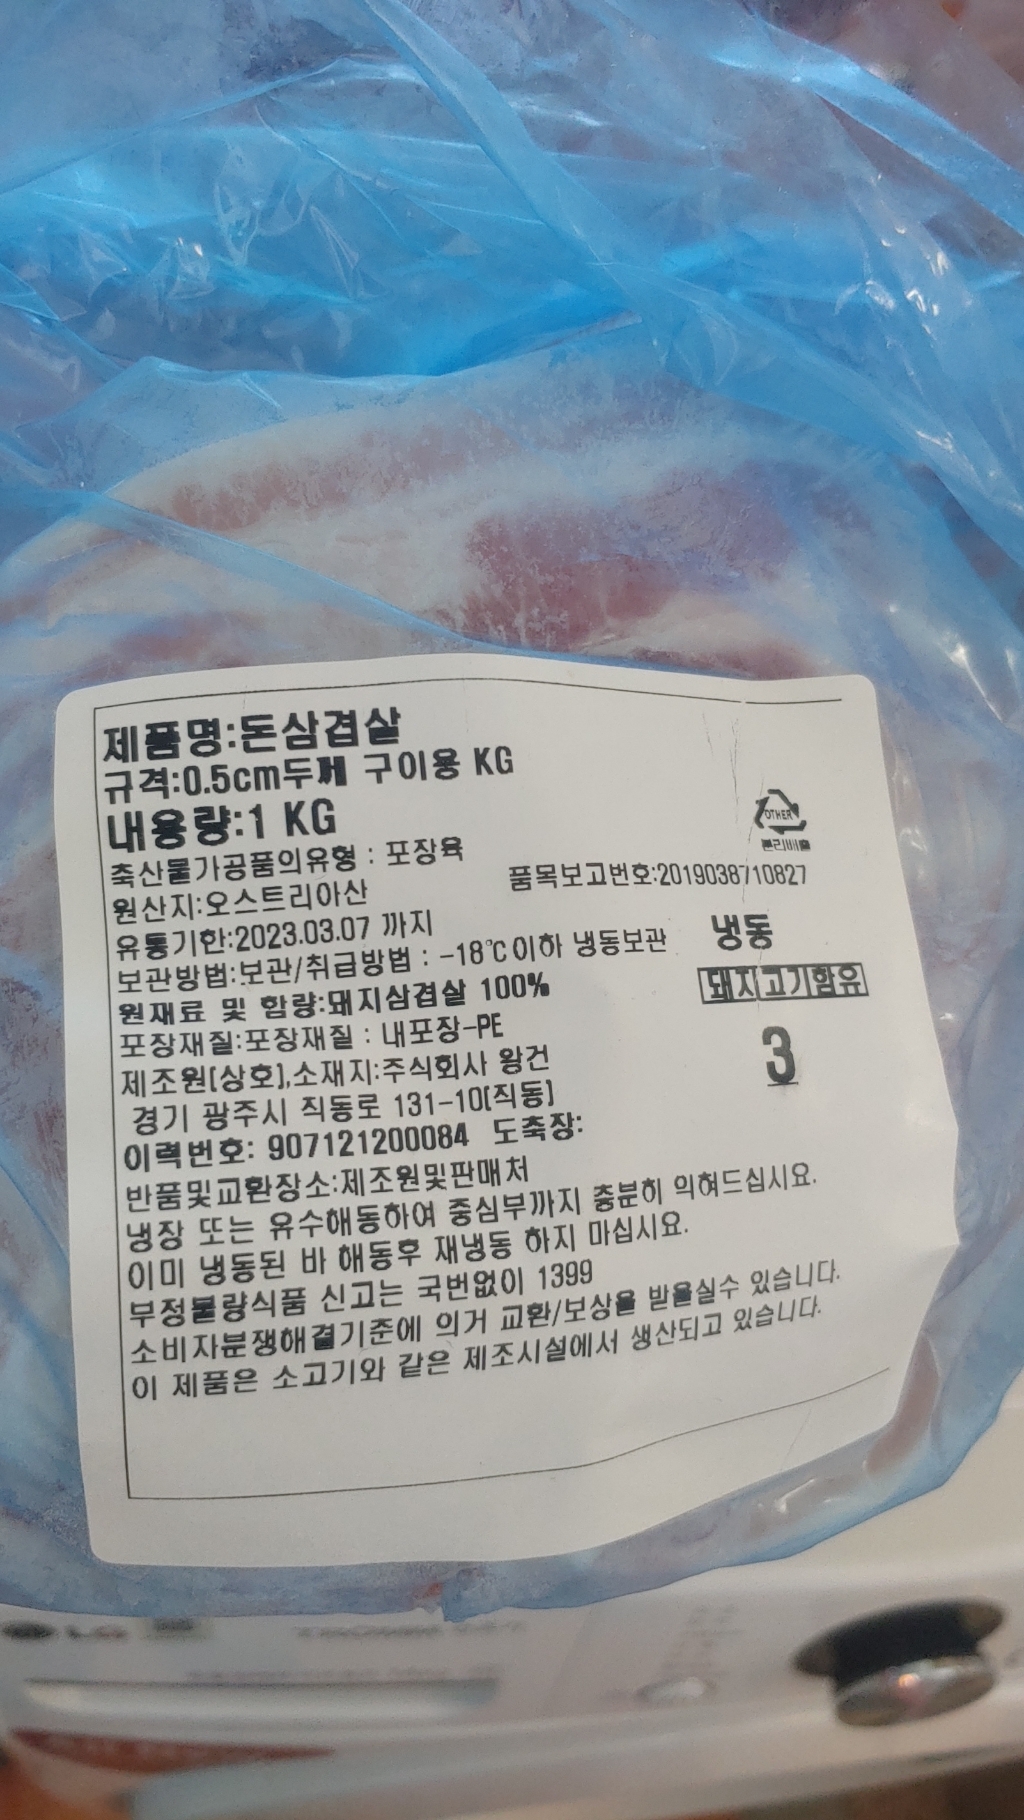 제품명:돈삼겹살
규격:0.5cm두께 구이용 KG
내용량:1 KG
OTHER
분리배출
축산물가공품의유형 : 포장육
원산지:오스트리아산
품목보고번호:2019038710827
유통기한:2023.03.07 까지
보관방법:보관/취급방법 : -18℃이하 냉동보관
냉동
원재료 및 함량:돼지삼겹살 100%
돼지고기함유
포장재질:포장재질 : 내포장-PE
3
제조원[상호],소재지:주식회사 왕건
경기 광주시 직동로 131-10[직동]
이력번호: 907121200084 도축장:
반품및교환장소:제조원및판매처
냉장 또는 유수해동하여 중심부까지 충분히 익혀드십시요.
이미 냉동된 바 해동후 재냉동 하지 마십시요.
부정불량식품 신고는 국번없이 1399
소비자분쟁해결기준에 의거 교환/보상을 받을실수 있습니다.
이 제품은 소고기와 같은 제조시설에서 생산되고 있습니다.
LG